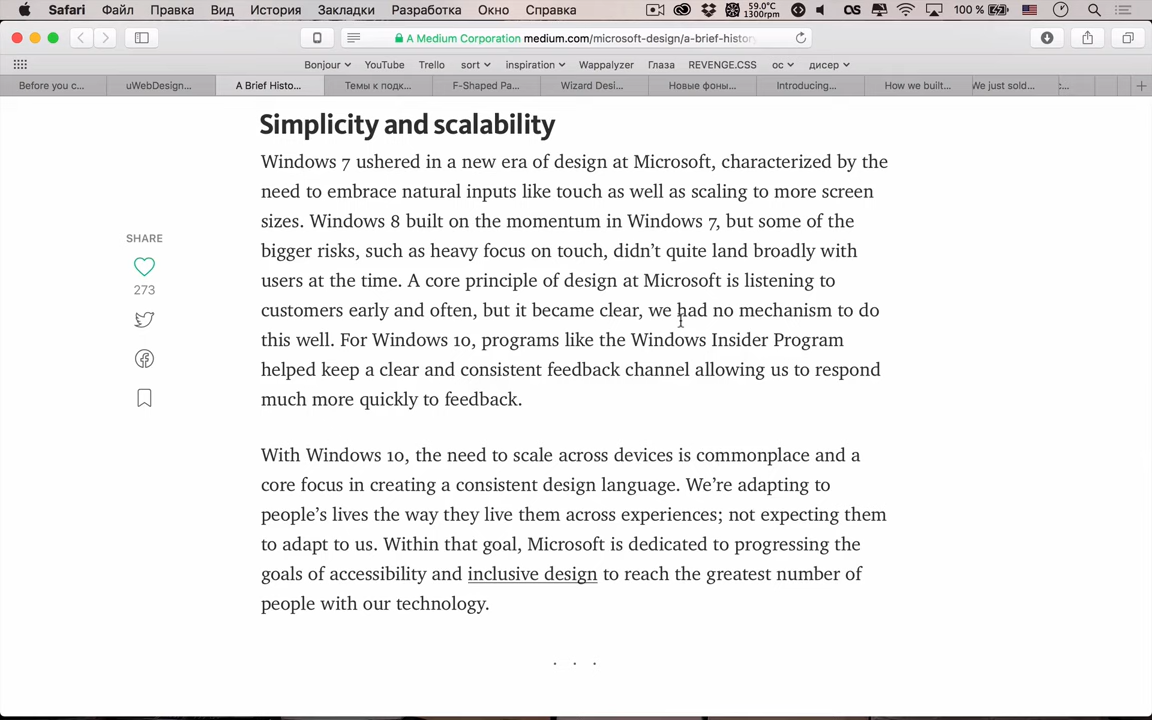 Safari Файл Правка Вид История Закладки Разработка Окно Справка 59.0°C 1300rpm 100 %
A Medium Corporation medium.com/microsoft-design/a-brief-history
Bonjour YouTube Trello sort inspiration Wappalyzer Глаза REVENGE.CSS ос дисер
Before you c... uWebDesign... A Brief Histo... Темы к подк... F-Shaped Pa... Wizard Desi... Новые фоны... Introducing... How we built... We just sold...
Simplicity and scalability
Windows 7 ushered in a new era of design at Microsoft, characterized by the
need to embrace natural inputs like touch as well as scaling to more screen
sizes. Windows 8 built on the momentum in Windows 7, but some of the
bigger risks, such as heavy focus on touch, didn’t quite land broadly with
users at the time. A core principle of design at Microsoft is listening to
customers early and often, but it became clear, we had no mechanism to do
this well. For Windows 10, programs like the Windows Insider Program
helped keep a clear and consistent feedback channel allowing us to respond
much more quickly to feedback.
SHARE
273
With Windows 10, the need to scale across devices is commonplace and a
core focus in creating a consistent design language. We’re adapting to
people’s lives the way they live them across experiences; not expecting them
to adapt to us. Within that goal, Microsoft is dedicated to progressing the
goals of accessibility and inclusive design to reach the greatest number of
people with our technology.
. . .